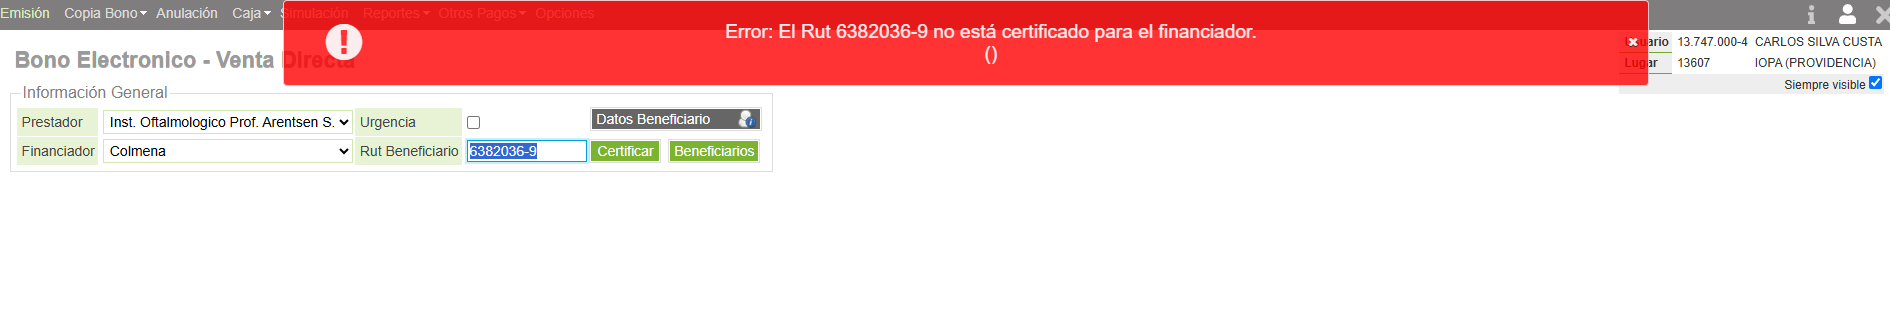 Emisión Copia Bono Anulación Caja Simulación Reportes Otros Pagos Opciones
Error: El Rut 6382036-9 no está certificado para el financiador.
()
Usuario 13.747.000-4 CARLOS SILVA CUSTA
Lugar 13607 IOPA (PROVIDENCIA)
Siempre visible
Bono Electronico - Venta Directa
Información General
Prestador Inst. Oftalmologico Prof. Arentsen S. Urgencia Datos Beneficiario
Financiador Colmena Rut Beneficiario 6382036-9 Certificar Beneficiarios